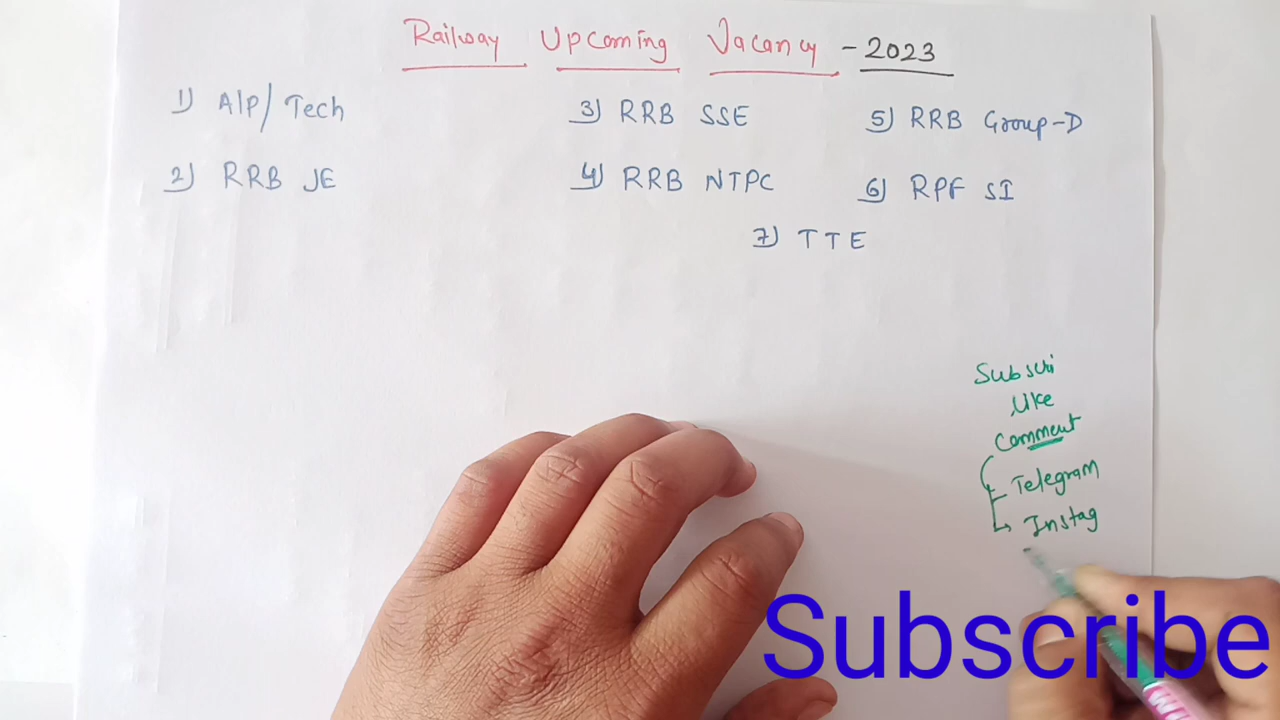 Railway Upcoming Vacancy - 2023
1) Alp/Tech
2) RRB JE
3) RRB SSE
4) RRB NTPC
5) RRB Group-D
6) RPF SI
7) TTE
Subscri
Like
Comment
Telegram
Instag
Subscribe